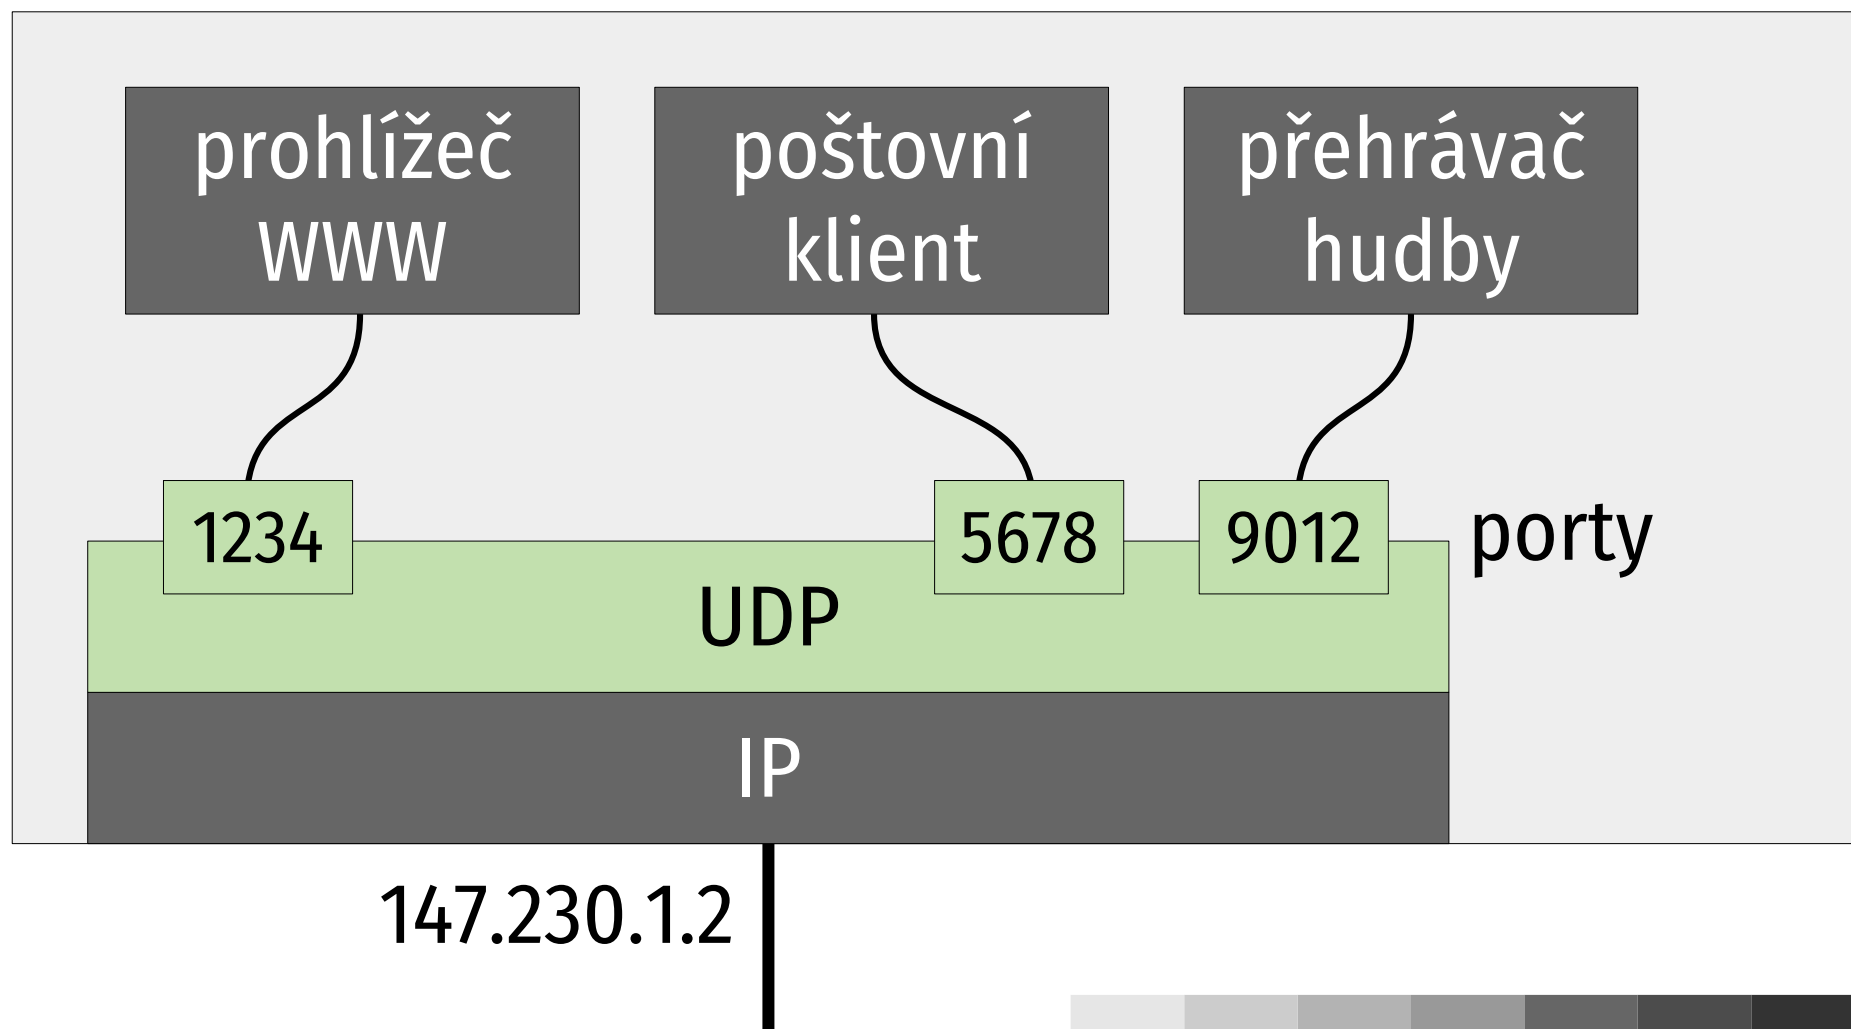 prohlížeč
WWW
poštovní
klient
přehrávač
hudby
1234
5678
9012
porty
UDP
IP
147.230.1.2